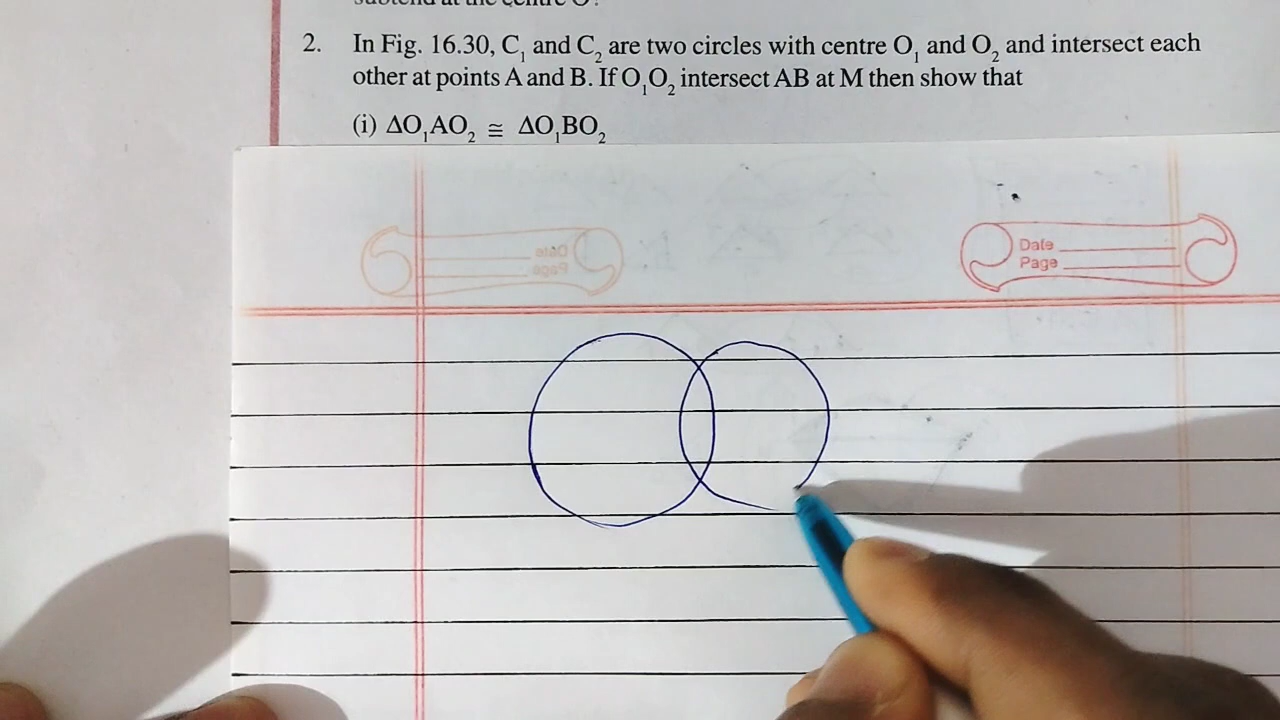 2. In Fig. 16.30, C₁ and C₂ are two circles with centre O₁ and O₂ and intersect each
other at points A and B. If O₁O₂ intersect AB at M then show that
(i) ΔO₁AO₂ ≅ ΔO₁BO₂
Date
Page